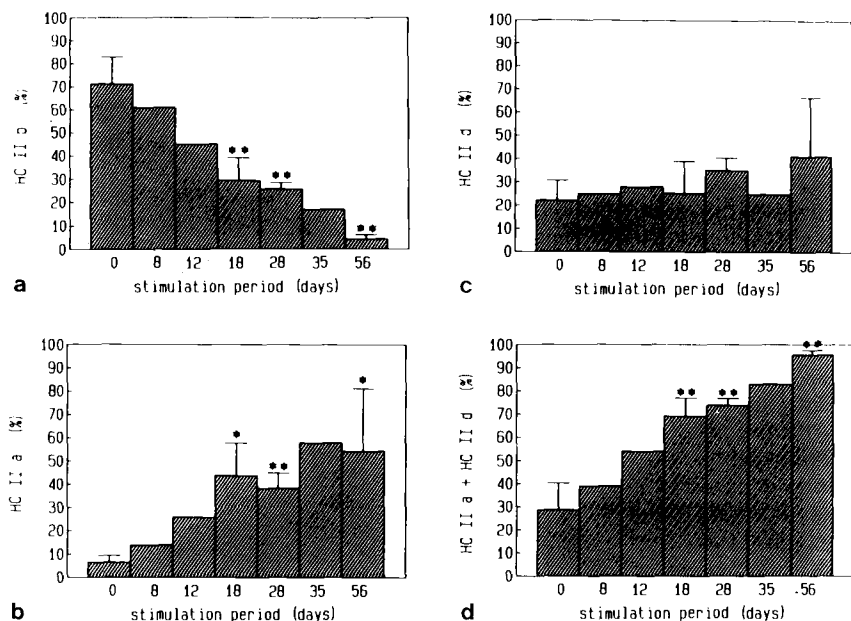 100
90
80
70
60
50
40
30
20
10
0
HC II b (%)
** ** **
0 8 12 18 28 35 56
stimulation period (days)
a
100
90
80
70
60
50
40
30
20
10
0
HC II d (%)
0 8 12 18 28 35 56
stimulation period (days)
c
100
90
80
70
60
50
40
30
20
10
0
HC II a (%)
* ** *
0 8 12 18 28 35 56
stimulation period (days)
b
100
90
80
70
60
50
40
30
20
10
0
HC II a + HC II d (%)
** ** **
0 8 12 18 28 35 .56
stimulation period (days)
d